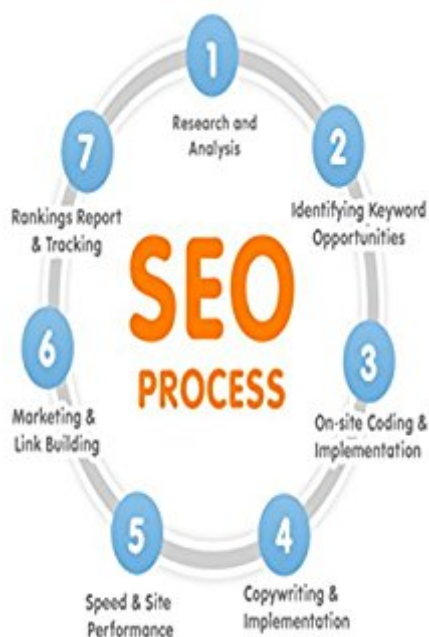 1
Research and
Analysis
2
Identifying Keyword
Opportunities
3
On-site Coding &
Implementation
4
Copywriting &
Implementation
5
Speed & Site
Performance
6
Marketing &
Link Building
7
Rankings Report
& Tracking
SEO
PROCESS